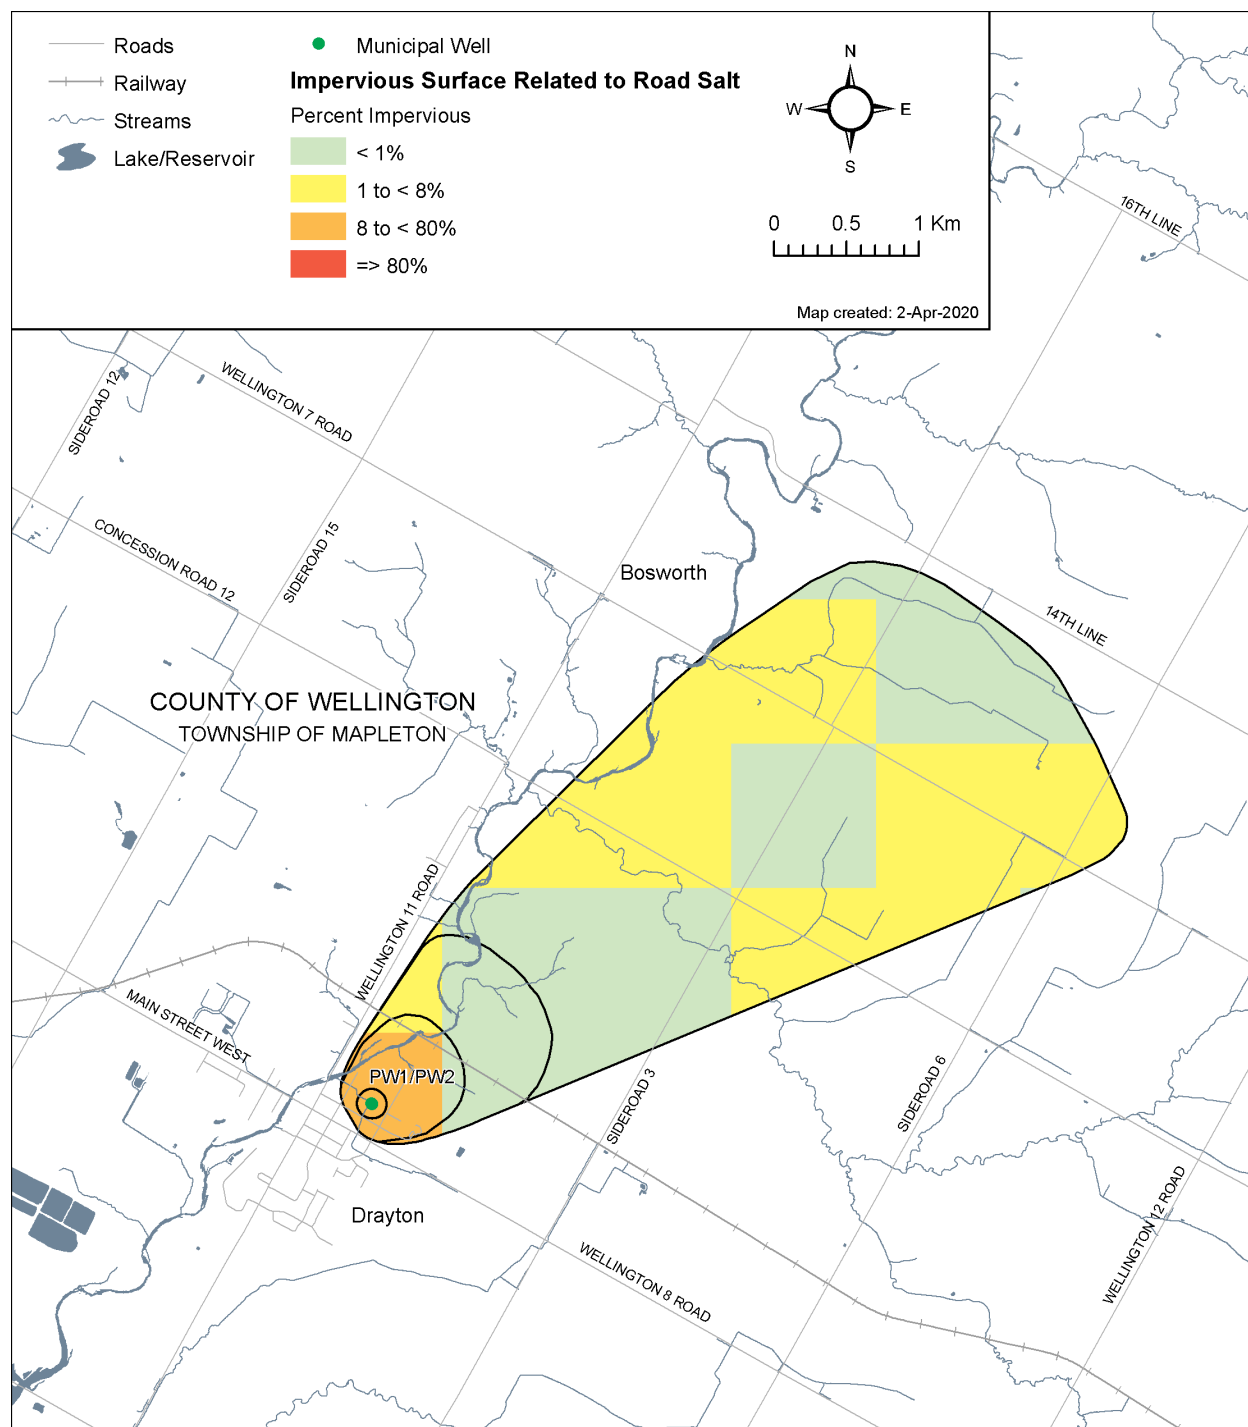 Roads
Railway
Streams
Lake/Reservoir
Municipal Well
Impervious Surface Related to Road Salt
Percent Impervious
< 1%
1 to < 8%
8 to < 80%
=> 80%
N
W E
S
0 0.5 1 Km
Map created: 2-Apr-2020
16TH LINE
SIDEROAD 12
WELLINGTON 7 ROAD
CONCESSION ROAD 12
SIDEROAD 15
Bosworth
14TH LINE
COUNTY OF WELLINGTON
TOWNSHIP OF MAPLETON
WELLINGTON 11 ROAD
MAIN STREET WEST
PW1/PW2
SIDEROAD 3
SIDEROAD 6
Drayton
WELLINGTON 8 ROAD
WELLINGTON 12 ROAD